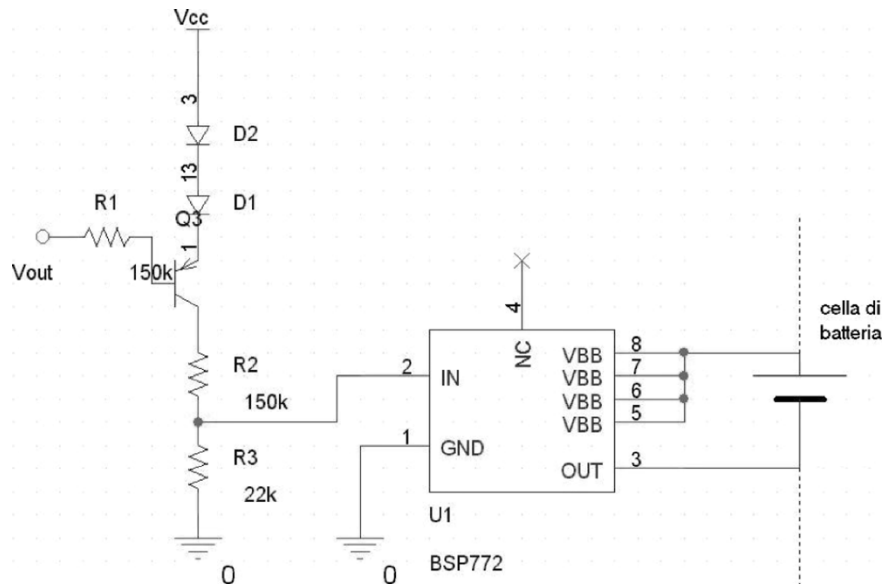 Vcc
3
D2
13
D1
R1
Q3
1
Vout
150k
R2
150k
R3
22k
0
4
NC
2
IN
1
GND
0
VBB
8
VBB
7
VBB
6
VBB
5
OUT
3
U1
BSP772
cella di
batteria